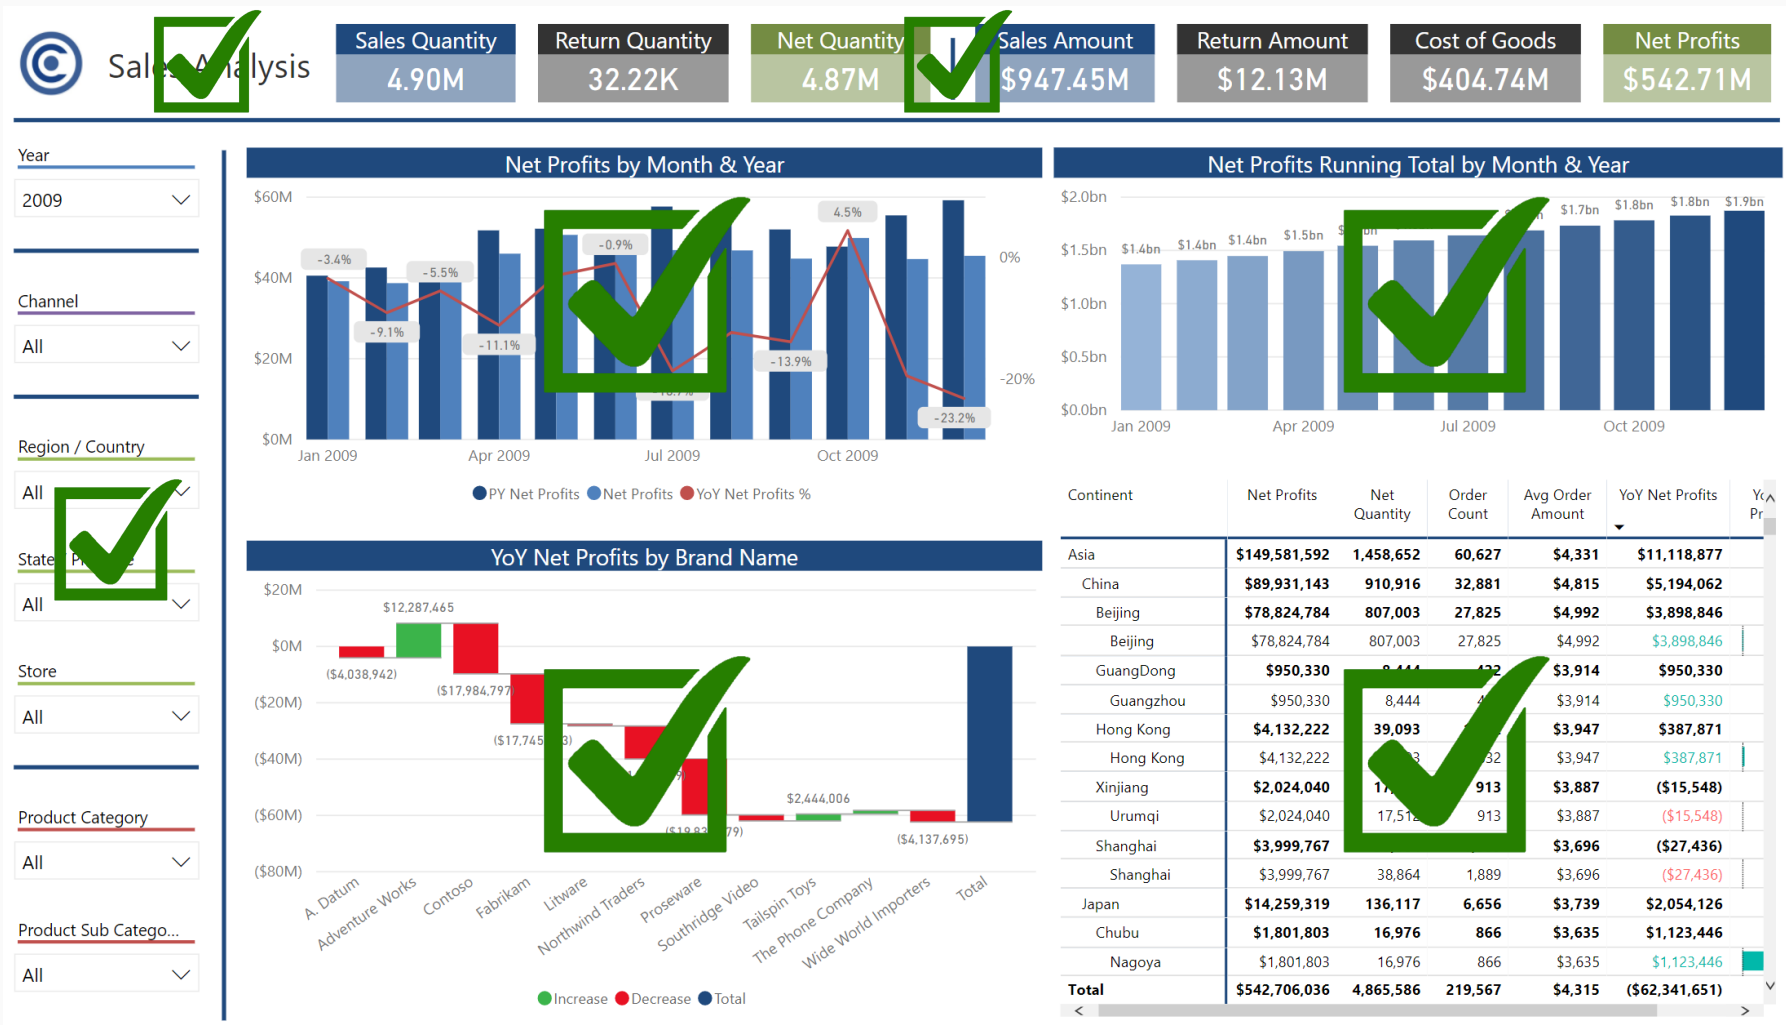 Sales Analysis
Sales Quantity
4.90M
Return Quantity
32.22K
Net Quantity
4.87M
Sales Amount
$947.45M
Return Amount
$12.13M
Cost of Goods
$404.74M
Net Profits
$542.71M
Year
2009
Channel
All
Region / Country
All
State /
All
Store
All
Product Category
All
Product Sub Catego...
All
Net Profits by Month & Year
$60M
$40M
$20M
$0M
0%
-20%
-3.4%
-9.1%
-5.5%
-11.1%
-0.9%
-13.9%
4.5%
-23.2%
Jan 2009 Apr 2009 Jul 2009 Oct 2009
PY Net Profits Net Profits YoY Net Profits %
Net Profits Running Total by Month & Year
$2.0bn
$1.5bn
$1.0bn
$0.5bn
$0.0bn
$1.4bn $1.4bn $1.4bn $1.5bn $1.7bn $1.8bn $1.8bn $1.9bn
Jan 2009 Apr 2009 Jul 2009 Oct 2009
YoY Net Profits by Brand Name
$20M
$0M
($20M)
($40M)
($60M)
($80M)
($4,038,942)
$12,287,465
($17,984,797)
$2,444,006
($4,137,695)
A. Datum
Adventure Works
Contoso
Fabrikam
Litware
Northwind Traders
Proseware
Southridge Video
Tailspin Toys
The Phone Company
Wide World Importers
Total
Increase Decrease Total
Continent Net Profits Net Quantity Order Count Avg Order Amount YoY Net Profits
Asia $149,581,592 1,458,652 60,627 $4,331 $11,118,877
China $89,931,143 910,916 32,881 $4,815 $5,194,062
Beijing $78,824,784 807,003 27,825 $4,992 $3,898,846
Beijing $78,824,784 807,003 27,825 $4,992 $3,898,846
GuangDong $950,330 8,444 $3,914 $950,330
Guangzhou $950,330 8,444 $3,914 $950,330
Hong Kong $4,132,222 39,093 $3,947 $387,871
Hong Kong $4,132,222 $3,947 $387,871
Xinjiang $2,024,040 913 $3,887 ($15,548)
Urumqi $2,024,040 17,512 913 $3,887 ($15,548)
Shanghai $3,999,767 $3,696 ($27,436)
Shanghai $3,999,767 38,864 1,889 $3,696 ($27,436)
Japan $14,259,319 136,117 6,656 $3,739 $2,054,126
Chubu $1,801,803 16,976 866 $3,635 $1,123,446
Nagoya $1,801,803 16,976 866 $3,635 $1,123,446
Total $542,706,036 4,865,586 219,567 $4,315 ($62,341,651)